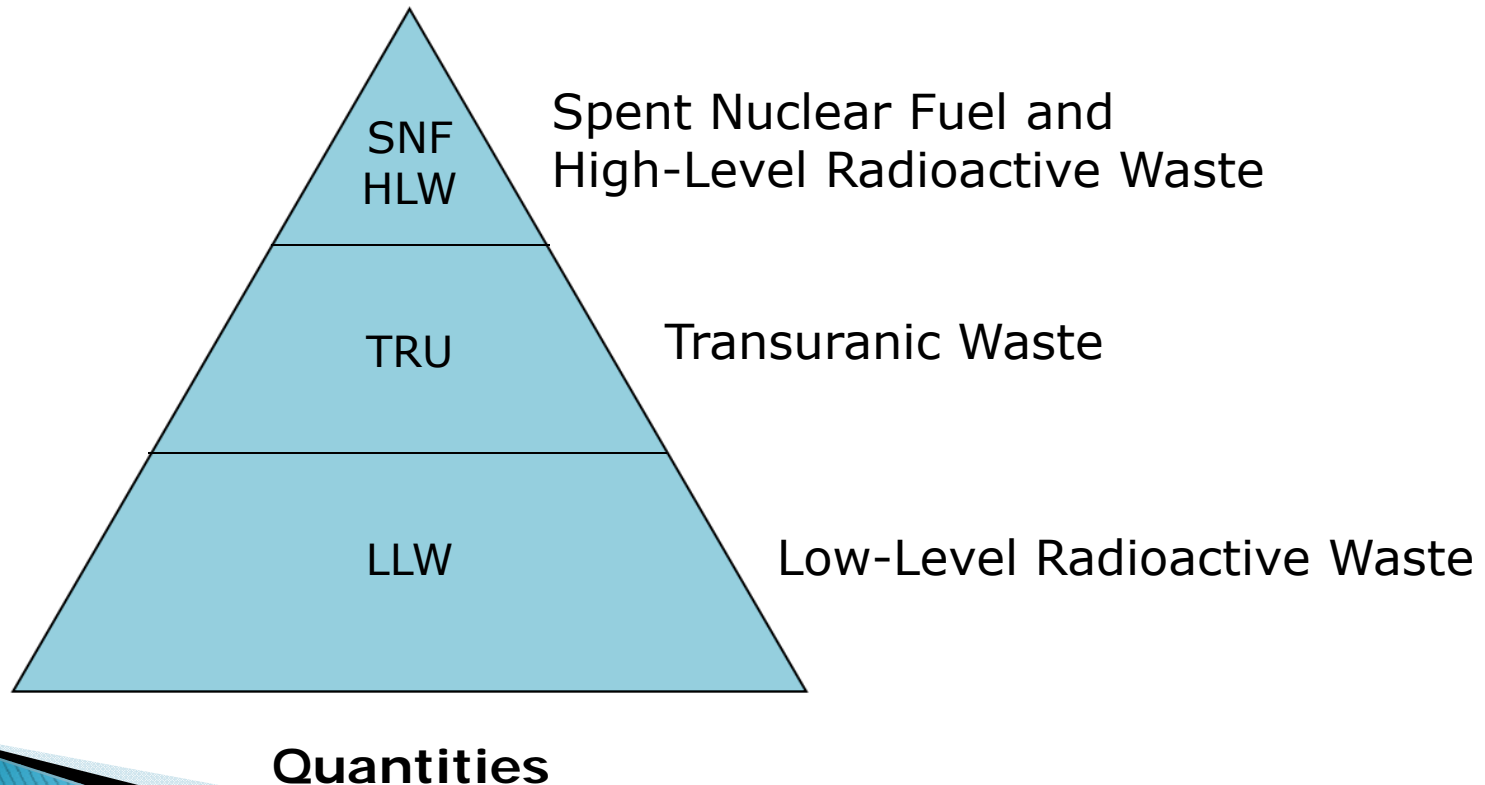 SNF
HLW
Spent Nuclear Fuel and
High-Level Radioactive Waste
TRU
Transuranic Waste
LLW
Low-Level Radioactive Waste
Quantities